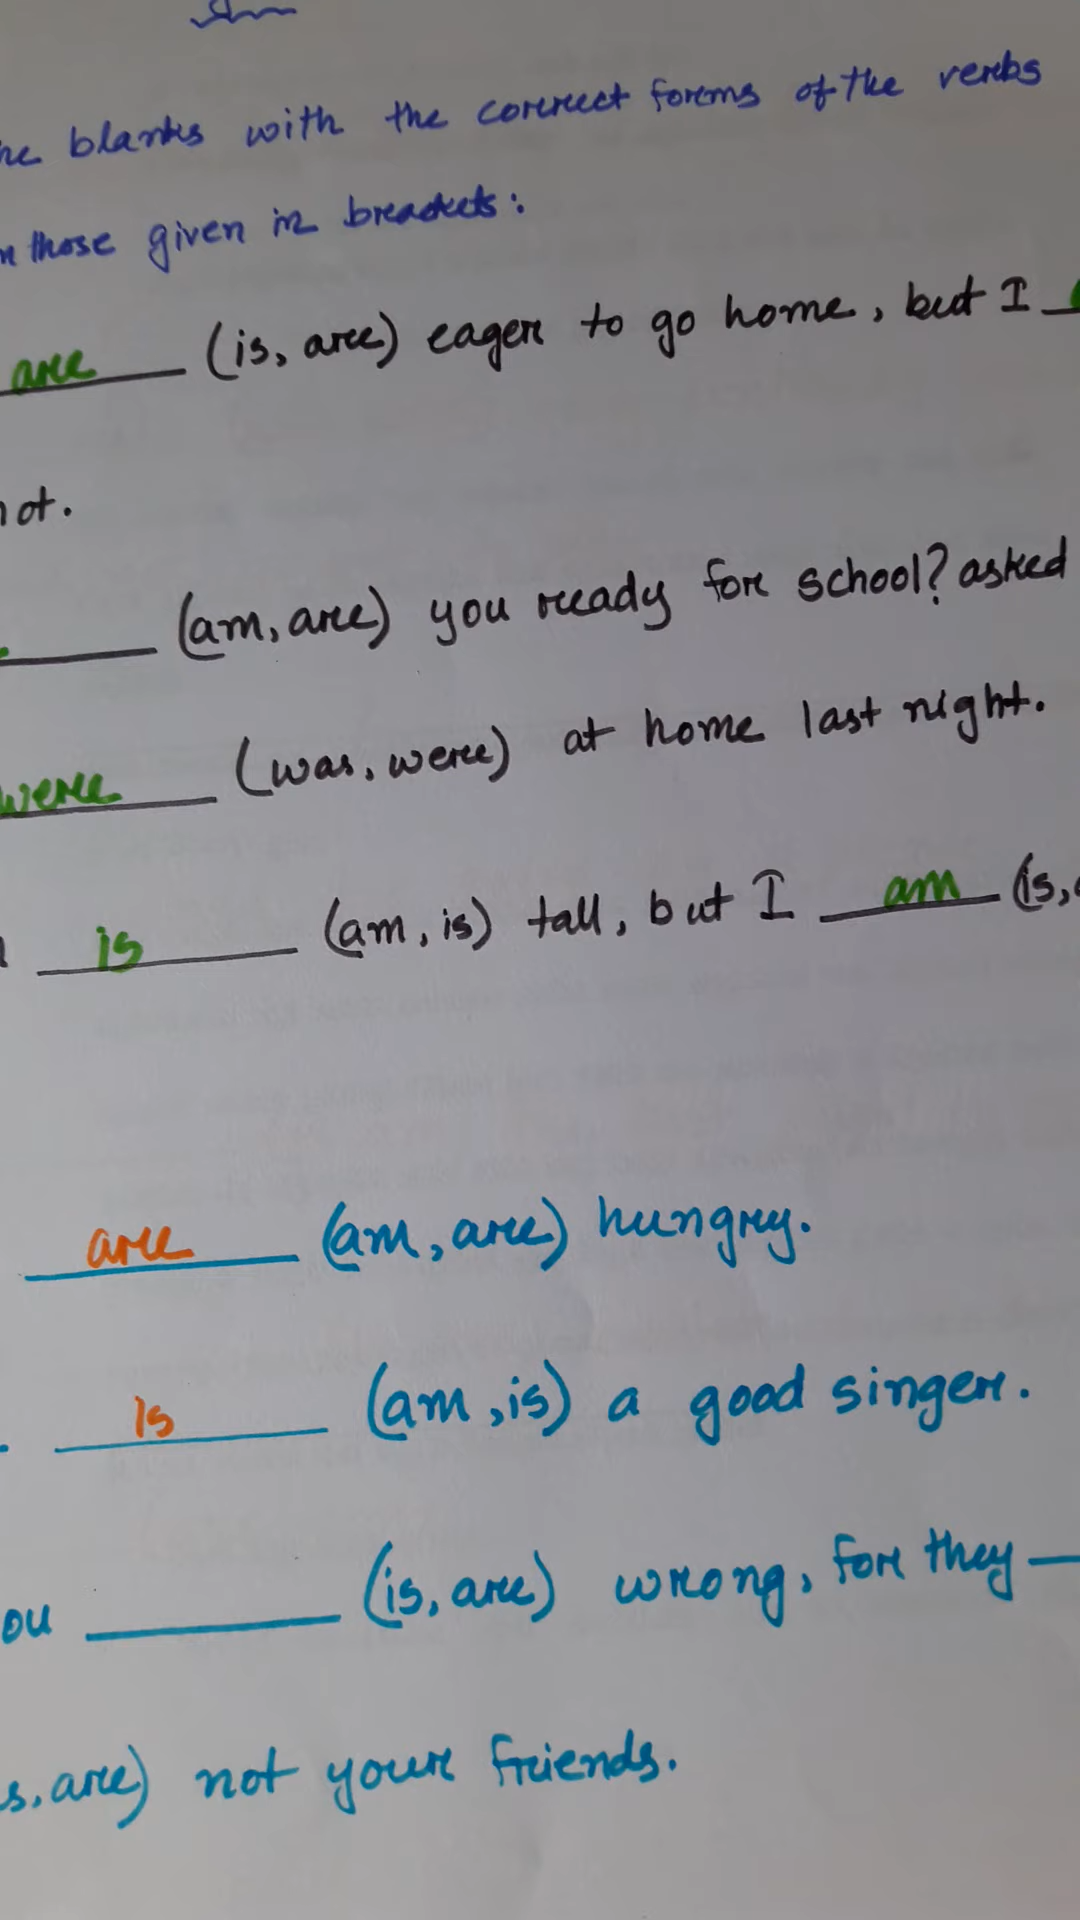 he blanks with the correct forms of the verbs
those given in brackets:
are (is, are) eager to go home, but I
not.
(am, are) you ready for school? asked
were (was, were) at home last night.
is (am, is) tall, but I am (is,
are (am, are) hungry.
Is (am, is) a good singer.
ou (is, are) wrong, for they
s, are) not your friends.